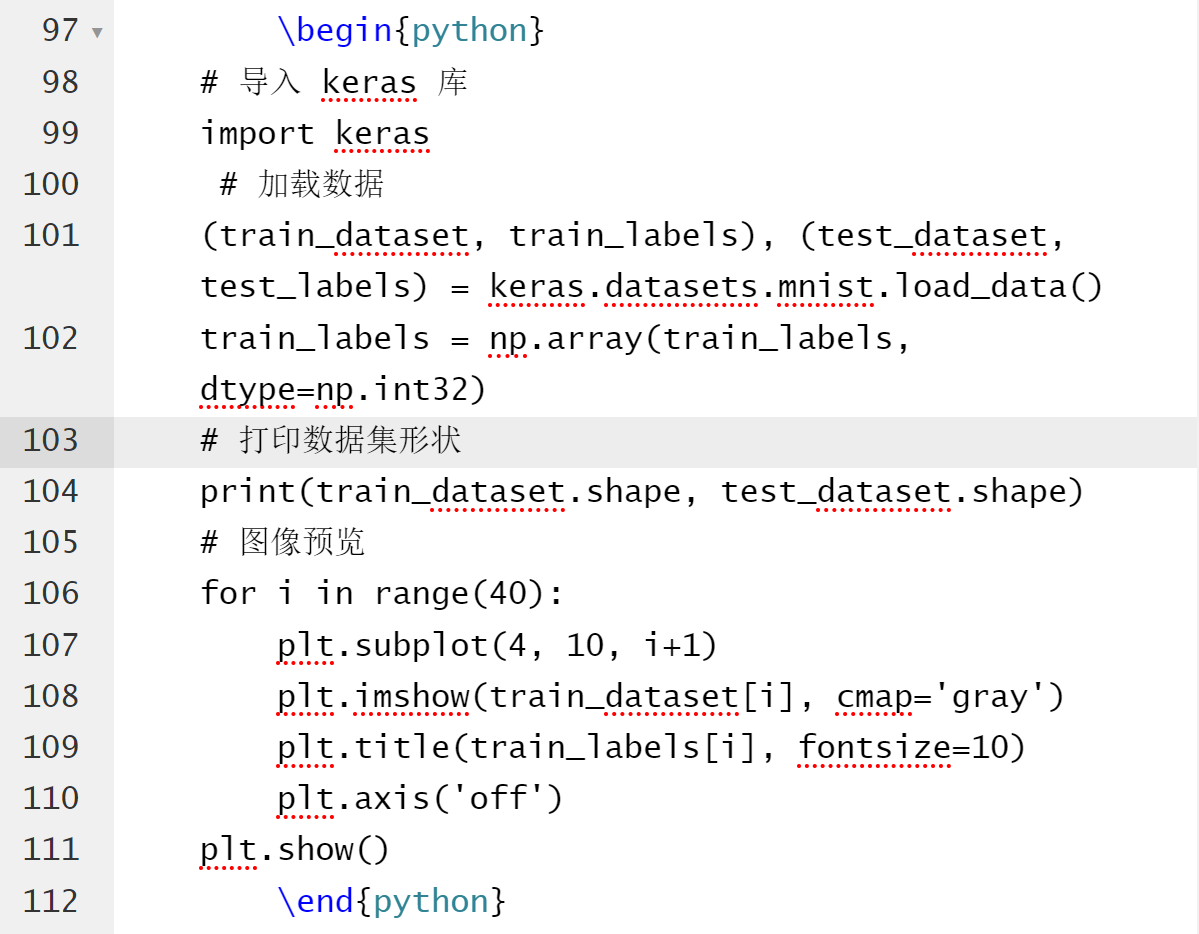 97 \begin{python}
98 # 导入 keras 库
99 import keras
100 # 加载数据
101 (train_dataset, train_labels), (test_dataset,
test_labels) = keras.datasets.mnist.load_data()
102 train_labels = np.array(train_labels,
dtype=np.int32)
103 # 打印数据集形状
104 print(train_dataset.shape, test_dataset.shape)
105 # 图像预览
106 for i in range(40):
107     plt.subplot(4, 10, i+1)
108     plt.imshow(train_dataset[i], cmap='gray')
109     plt.title(train_labels[i], fontsize=10)
110     plt.axis('off')
111 plt.show()
112     \end{python}